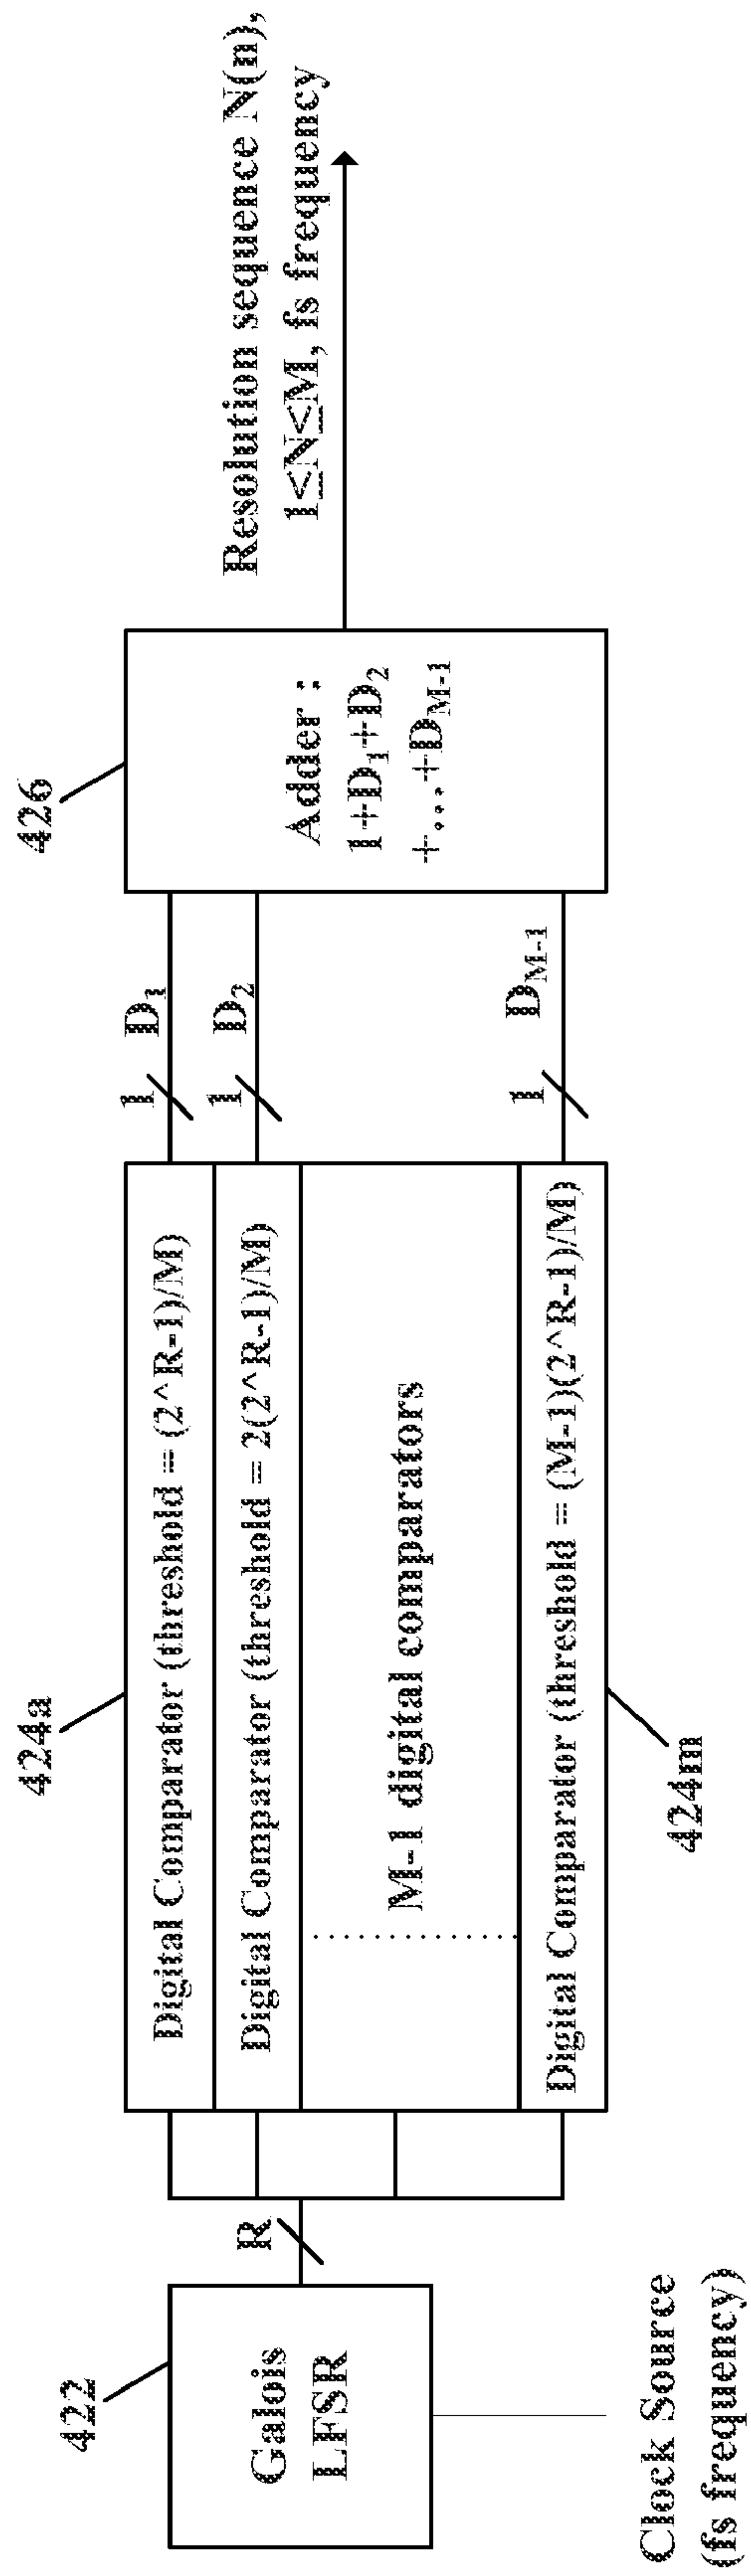 422
Galois
LFSR
Clock Source
(fs frequency)
R
424a
Digital Comparator (threshold = (2^R-1)/M)
Digital Comparator (threshold = 2(2^R-1)/M)
M-1 digital comparators
Digital Comparator (threshold = (M-1)(2^R-1)/M)
424m
1 D1
1 D2
1 DM-1
426
Adder :
1+D1+D2
+...+DM-1
Resolution sequence N(n),
1≤N≤M, fs frequency